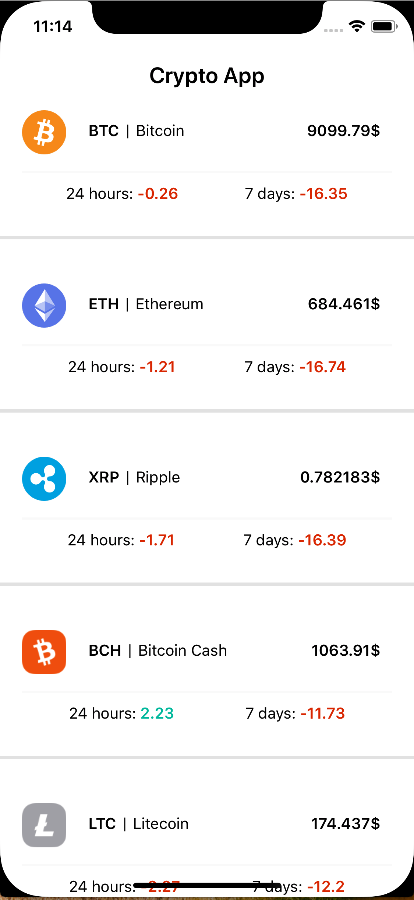 11:14
Crypto App
BTC | Bitcoin 9099.79$
24 hours: -0.26 7 days: -16.35
ETH | Ethereum 684.461$
24 hours: -1.21 7 days: -16.74
XRP | Ripple 0.782183$
24 hours: -1.71 7 days: -16.39
BCH | Bitcoin Cash 1063.91$
24 hours: 2.23 7 days: -11.73
LTC | Litecoin 174.437$
24 hours: -2.27 7 days: -12.2